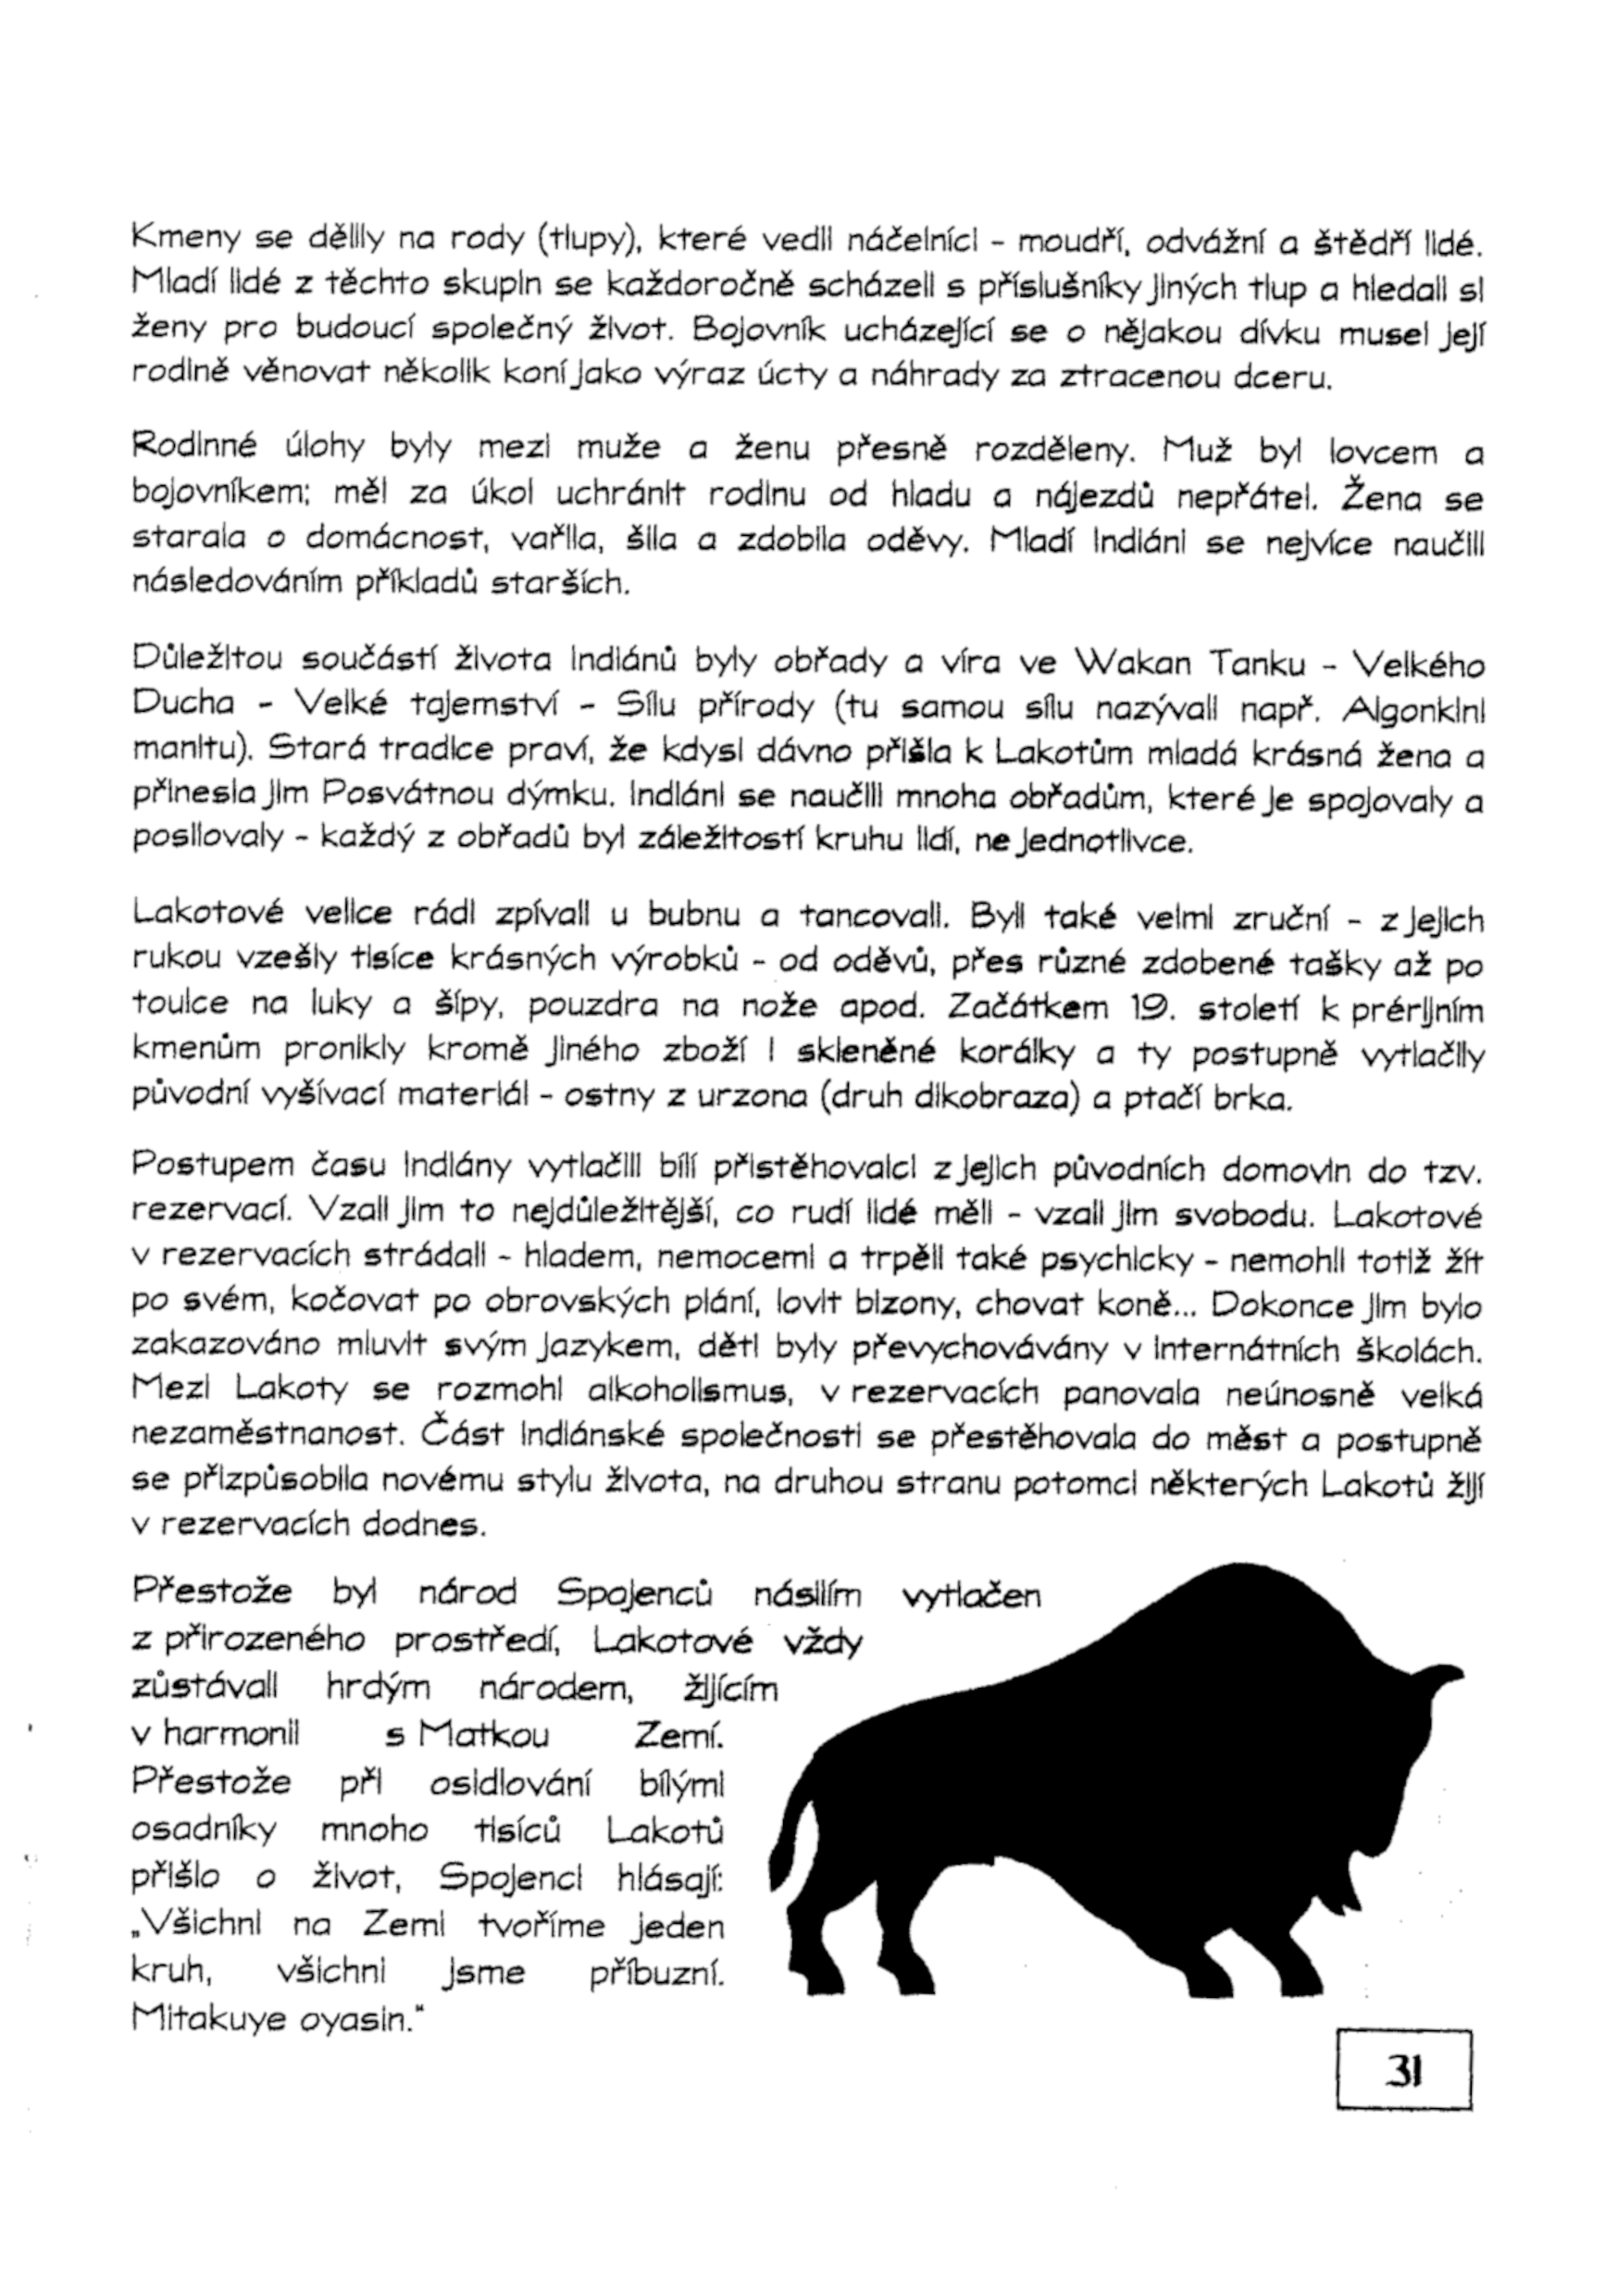 Kmeny se dělily na rody (tlupy), které vedli náčelníci - moudří, odvážní a štědří lidé.
Mladí lidé z těchto skupin se každoročně scházeli s příslušníky jiných tlup a hledali si
ženy pro budoucí společný život. Bojovník ucházející se o nějakou dívku musel její
rodině věnovat několik koní jako výraz úcty a náhrady za ztracenou dceru.
Rodinné úlohy byly mezi muže a ženu přesně rozděleny. Muž byl lovcem a
bojovníkem; měl za úkol uchránit rodinu od hladu a nájezdů nepřátel. Žena se
starala o domácnost, vařila, šila a zdobila oděvy. Mladí Indiáni se nejvíce naučili
následováním příkladů starších.
Důležitou součástí života Indiánů byly obřady a víra ve Wakan Tanku - Velkého
Ducha - Velké tajemství - Sílu přírody (tu samou sílu nazývali např. Algonkini
manitu). Stará tradice praví, že kdysi dávno přišla k Lakotům mladá krásná žena a
přinesla jim Posvátnou dýmku. Indiáni se naučili mnoha obřadům, které je spojovaly a
posilovaly - každý z obřadů byl záležitostí kruhu lidí, ne jednotlivce.
Lakotové velice rádi zpívali u bubnu a tancovali. Byli také velmi zruční - z jejich
rukou vzešly tisíce krásných výrobků - od oděvů, přes různé zdobené tašky až po
toulce na luky a šípy, pouzdra na nože apod. Začátkem 19. století k prérijním
kmenům pronikly kromě jiného zboží i skleněné korálky a ty postupně vytlačily
původní vyšívací materiál - ostny z urzona (druh dikobraza) a ptačí brka.
Postupem času Indiány vytlačili bílí přistěhovalci z jejich původních domovin do tzv.
rezervací. Vzali jim to nejdůležitější, co rudí lidé měli - vzali jim svobodu. Lakotové
v rezervacích strádali - hladem, nemocemi a trpěli také psychicky - nemohli totiž žít
po svém, kočovat po obrovských plání, lovit bizony, chovat koně... Dokonce jim bylo
zakazováno mluvit svým jazykem, děti byly převychovávány v internátních školách.
Mezi Lakoty se rozmohl alkoholismus, v rezervacích panovala neúnosně velká
nezaměstnanost. Část Indiánské společnosti se přestěhovala do měst a postupně
se přizpůsobila novému stylu života, na druhou stranu potomci některých Lakotů žijí
v rezervacích dodnes.
Přestože byl národ Spojenců násilím vytlačen
z přirozeného prostředí, Lakotové vždy
zůstávali hrdým národem, žijícím
v harmonii s Matkou Zemí.
Přestože při osidlování bílými
osadníky mnoho tisíců Lakotů
přišlo o život, Spojenci hlásají:
„Všichni na Zemi tvoříme jeden
kruh, všichni jsme příbuzní.
Mitakuye oyasin.“
31